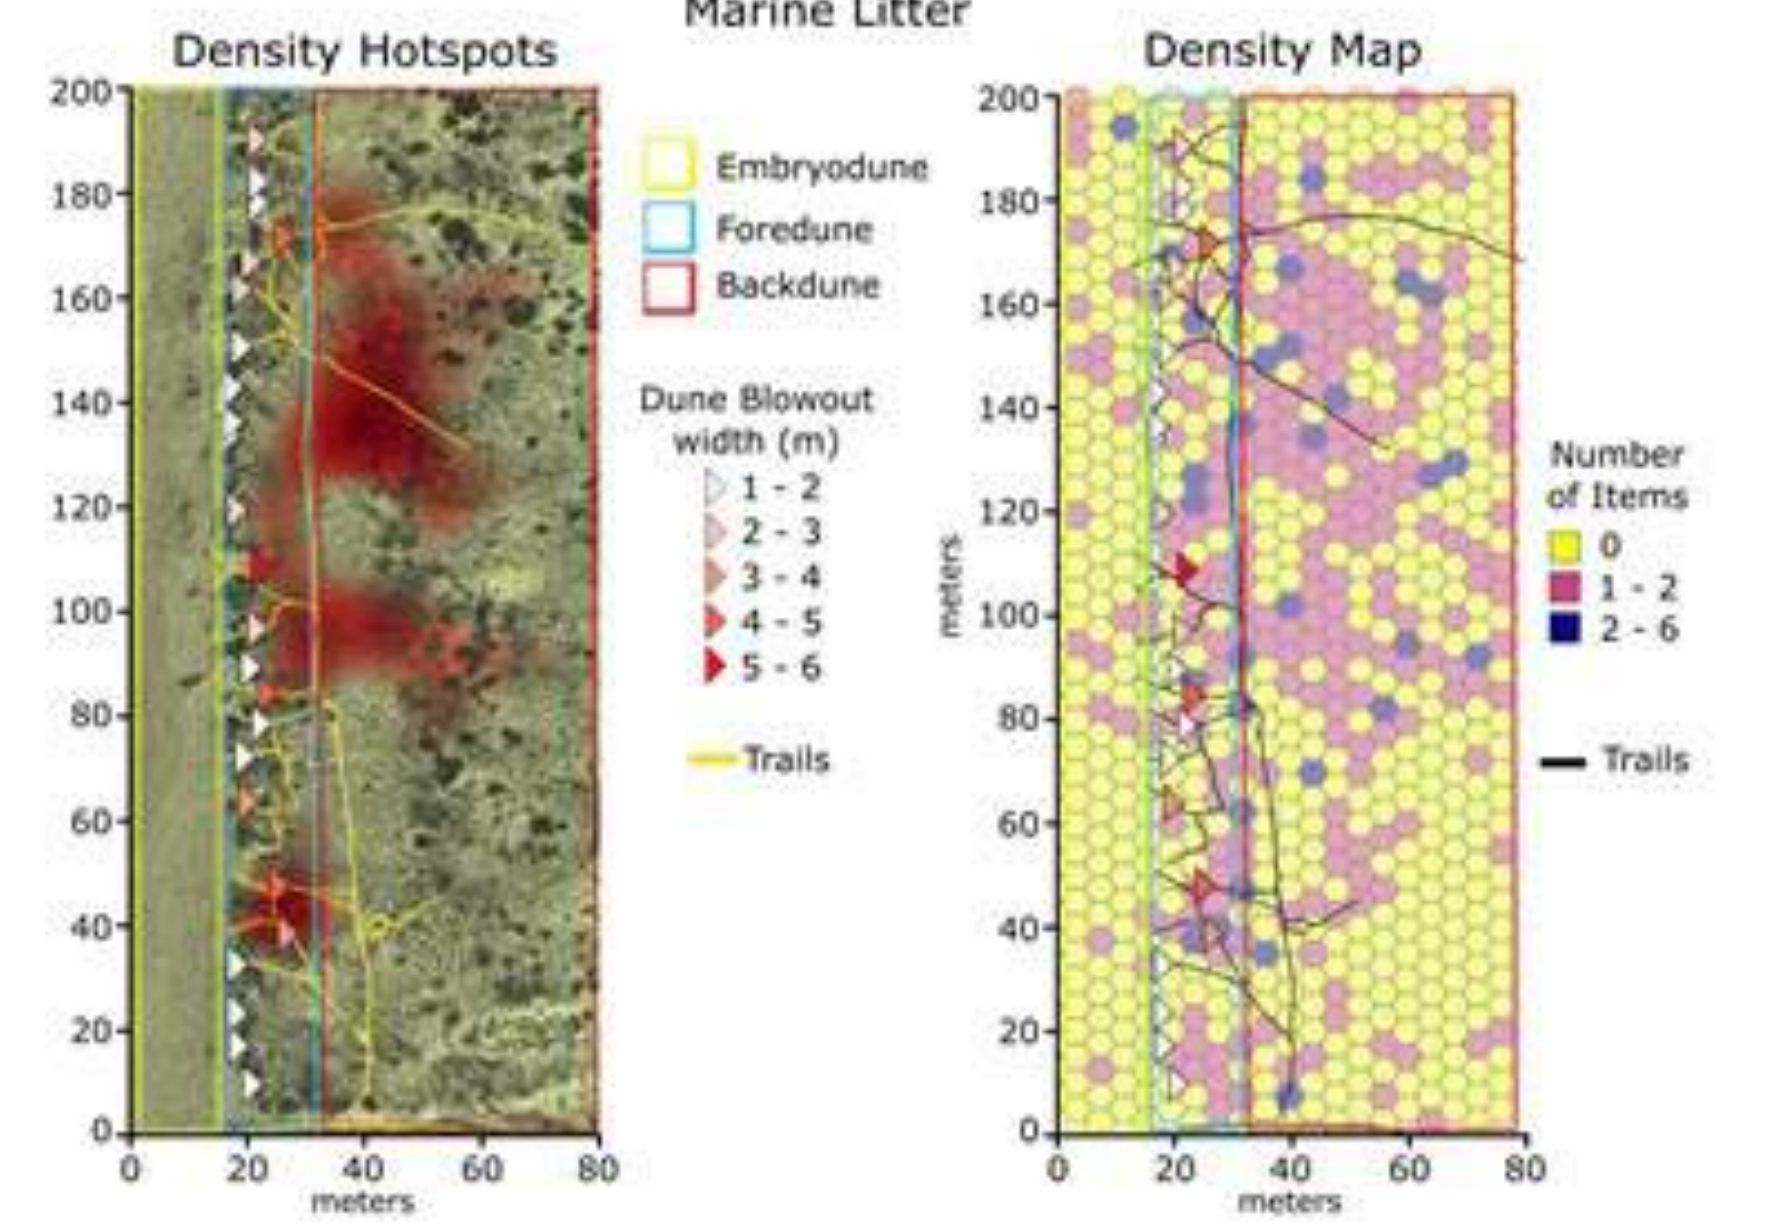 Marine Litter
Density Hotspots
Density Map
200
180
160
140
120
100
80
60
40
20
0
0 20 40 60 80
meters
Embryodune
Foredune
Backdune
Dune Blowout
width (m)
1 - 2
2 - 3
3 - 4
4 - 5
5 - 6
Trails
meters
200
180
160
140
120
100
80
60
40
20
0
0 20 40 60 80
meters
Number
of Items
0
1 - 2
2 - 6
Trails